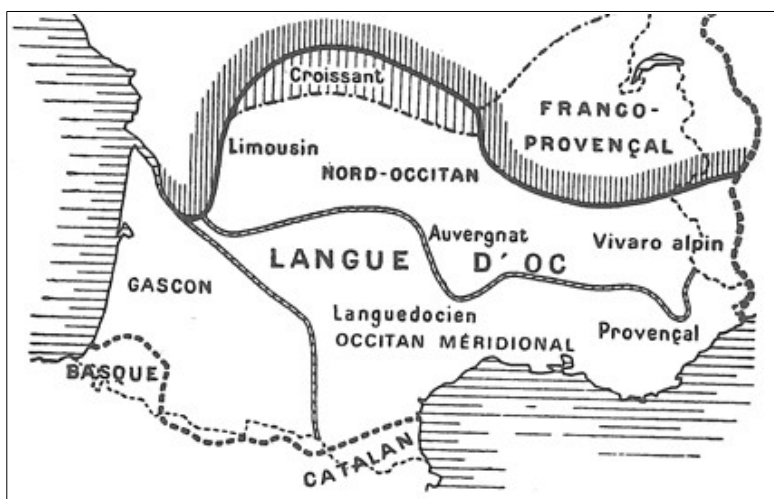 Croissant
FRANCO-
PROVENÇAL
Limousin
NORD-OCCITAN
Auvergnat
Vivaro alpin
LANGUE D'OC
GASCON
Languedocien
OCCITAN MÉRIDIONAL
Provençal
BASQUE
CATALAN